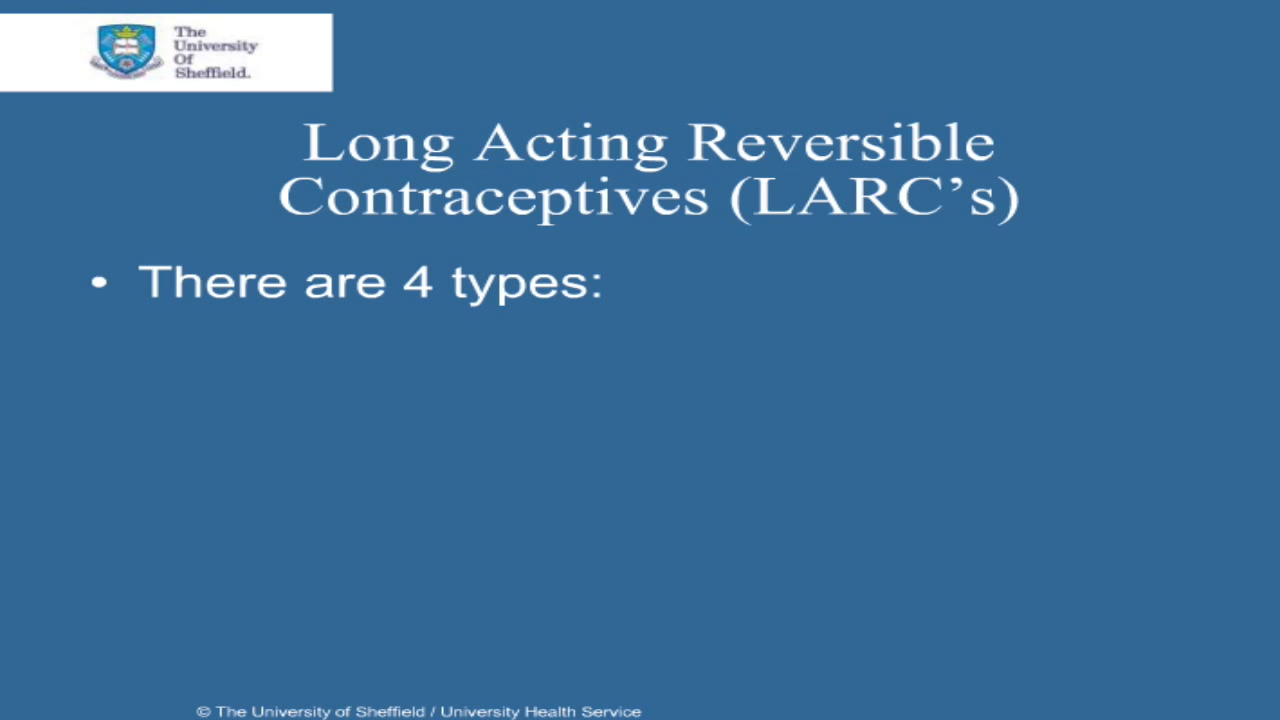 The
University
Of
Sheffield.
Long Acting Reversible
Contraceptives (LARC’s)
• There are 4 types:
© The University of Sheffield / University Health Service